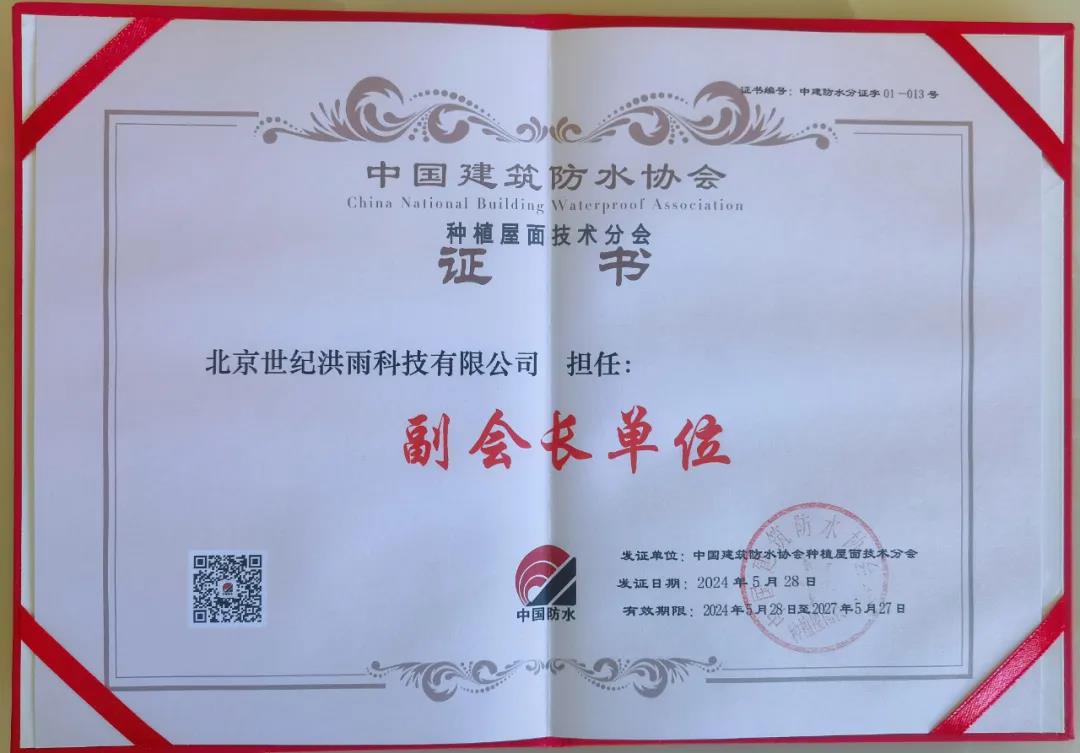 证书编号：中建防水分证字01－013号
中国建筑防水协会
China National Building Waterproof Association
种植屋面技术分会
证 书
北京世纪洪雨科技有限公司 担任：
副会长单位
中国防水
发证单位：中国建筑防水协会种植屋面技术分会
发证日期：2024年5月28日
有效期限：2024年5月28日至2027年5月27日